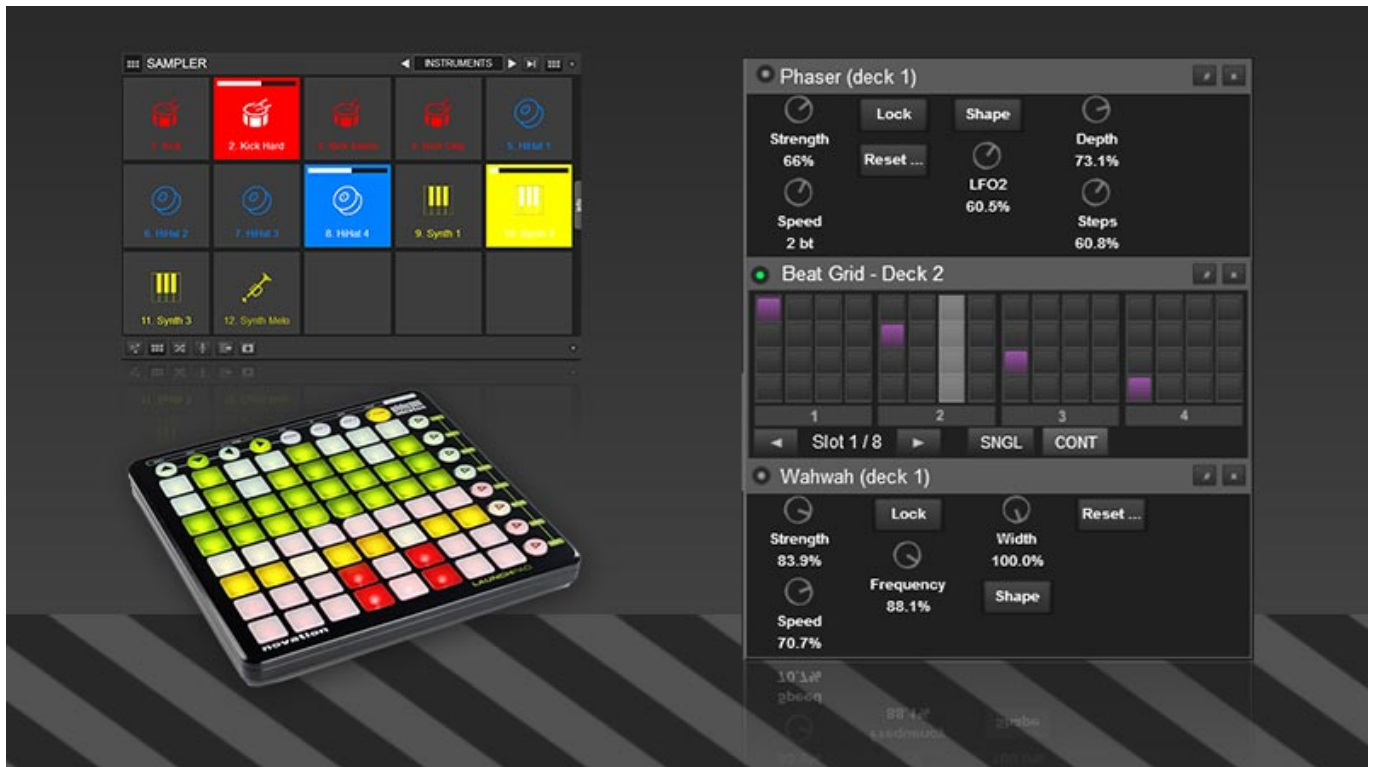 SAMPLER
INSTRUMENTS
2. Kick Hard
5. HiHat 1
6. HiHat 2
7. HiHat 3
8. HiHat 4
9. Synth 1
11. Synth 3
12. Synth Melo
novation
LAUNCHPAD
Phaser (deck 1)
Lock
Shape
Strength
Depth
66%
Reset ...
73.1%
LFO2
60.5%
Speed
Steps
2 bt
60.8%
Beat Grid - Deck 2
1 2 3 4
Slot 1 / 8 SNGL CONT
Wahwah (deck 1)
Lock
Reset ...
Strength
Width
83.9%
100.0%
Frequency
88.1%
Shape
Speed
70.7%